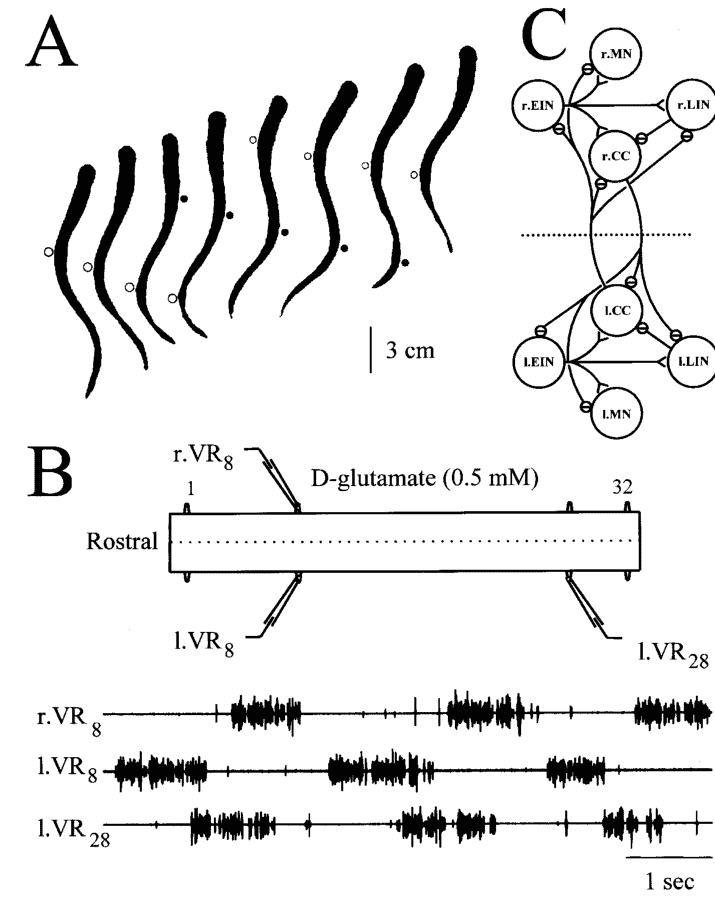 A
C
r.MN
r.EIN
r.LIN
r.CC
l.CC
l.EIN
l.LIN
l.MN
3 cm
B
r.VR8
D-glutamate (0.5 mM)
1
32
Rostral
l.VR8
l.VR28
r.VR8
l.VR8
l.VR28
1 sec